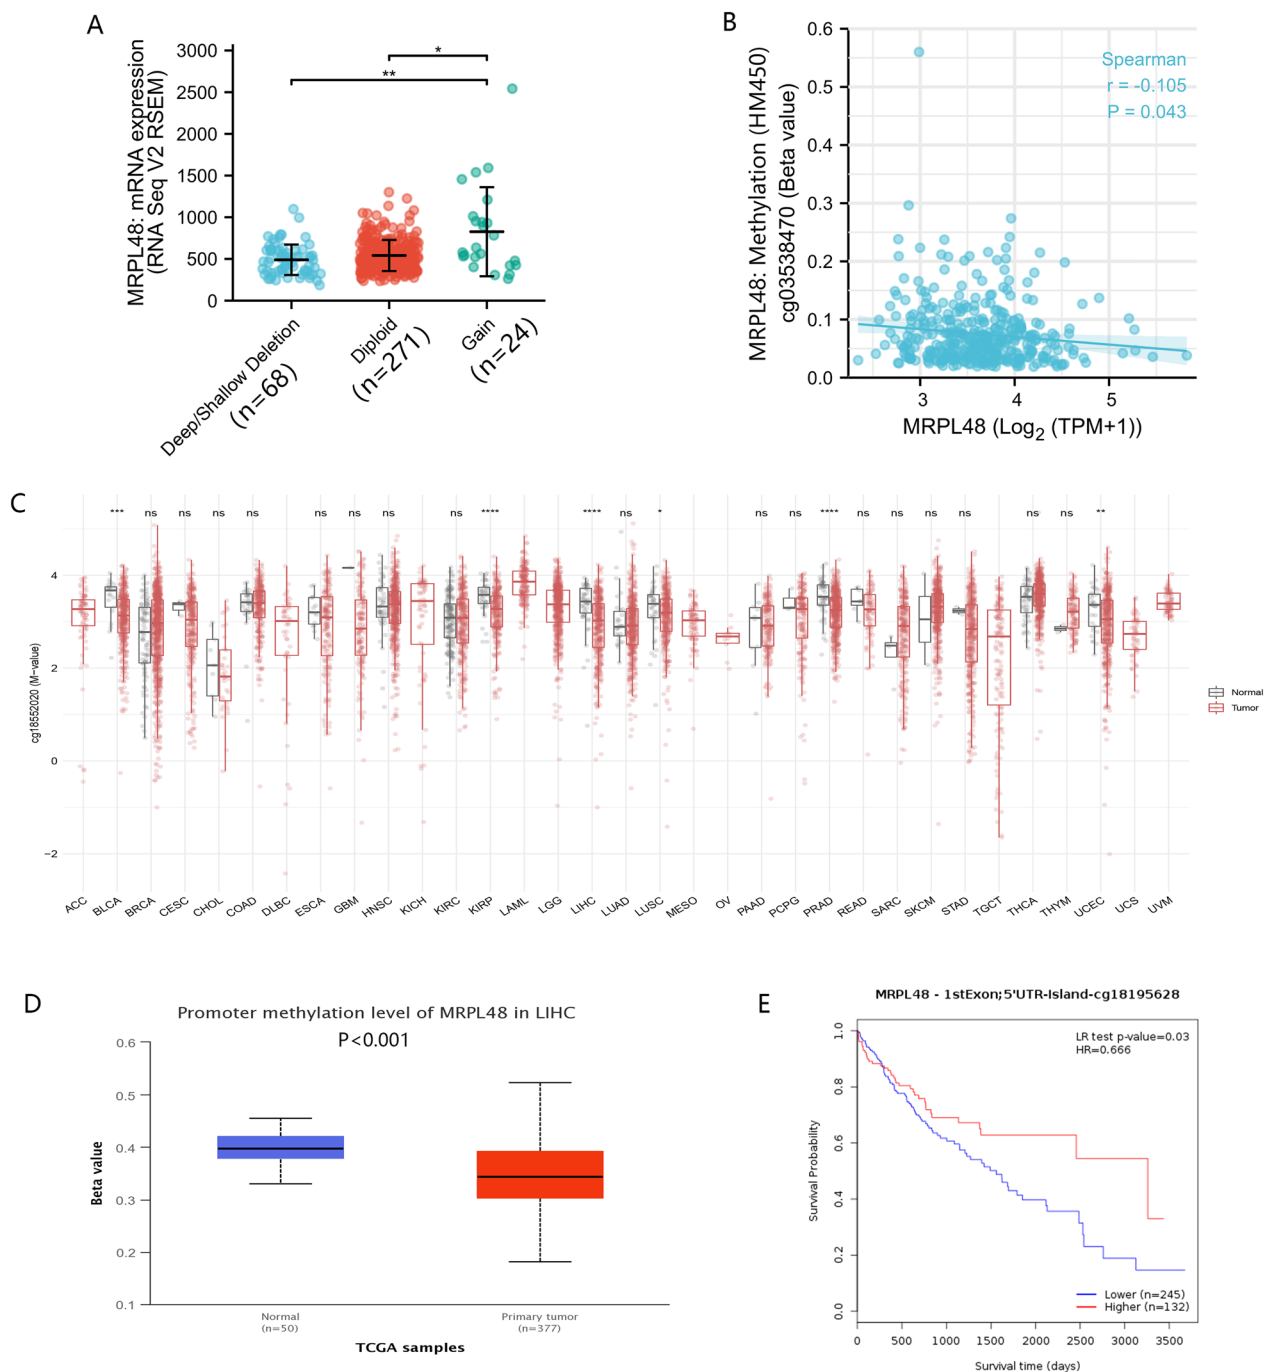 A
MRPL48: mRNA expression
(RNA Seq V2 RSEM)
3000
2500
2000
1500
1000
500
0
*
**
Deep/Shallow Deletion
(n=68)
Diploid
(n=271)
Gain
(n=24)
B
MRPL48: Methylation (HM450)
cg03538470 (Beta value)
0.6
0.5
0.4
0.3
0.2
0.1
0.0
Spearman
r = -0.105
P = 0.043
3 4 5
MRPL48 (Log2 (TPM+1))
C
cg18552020 (M-value)
4
2
0
−2
*** ns ns ns ns ns ns ns ns **** **** ns * ns ns **** ns ns ns ns ns ns **
ACC BLCA BRCA CESC CHOL COAD DLBC ESCA GBM HNSC KICH KIRC KIRP LAML LGG LIHC LUAD LUSC MESO OV PAAD PCPG PRAD READ SARC SKCM STAD TGCT THCA THYM UCEC UCS UVM
Normal
Tumor
D
Promoter methylation level of MRPL48 in LIHC
P<0.001
Beta value
0.6
0.5
0.4
0.3
0.2
0.1
Normal
(n=50)
Primary tumor
(n=377)
TCGA samples
E
MRPL48 - 1stExon;5'UTR-Island-cg18195628
LR test p-value=0.03
HR=0.666
Survival Probability
1.0
0.8
0.6
0.4
0.2
0.0
Lower (n=245)
Higher (n=132)
0 500 1000 1500 2000 2500 3000 3500
Survival time (days)